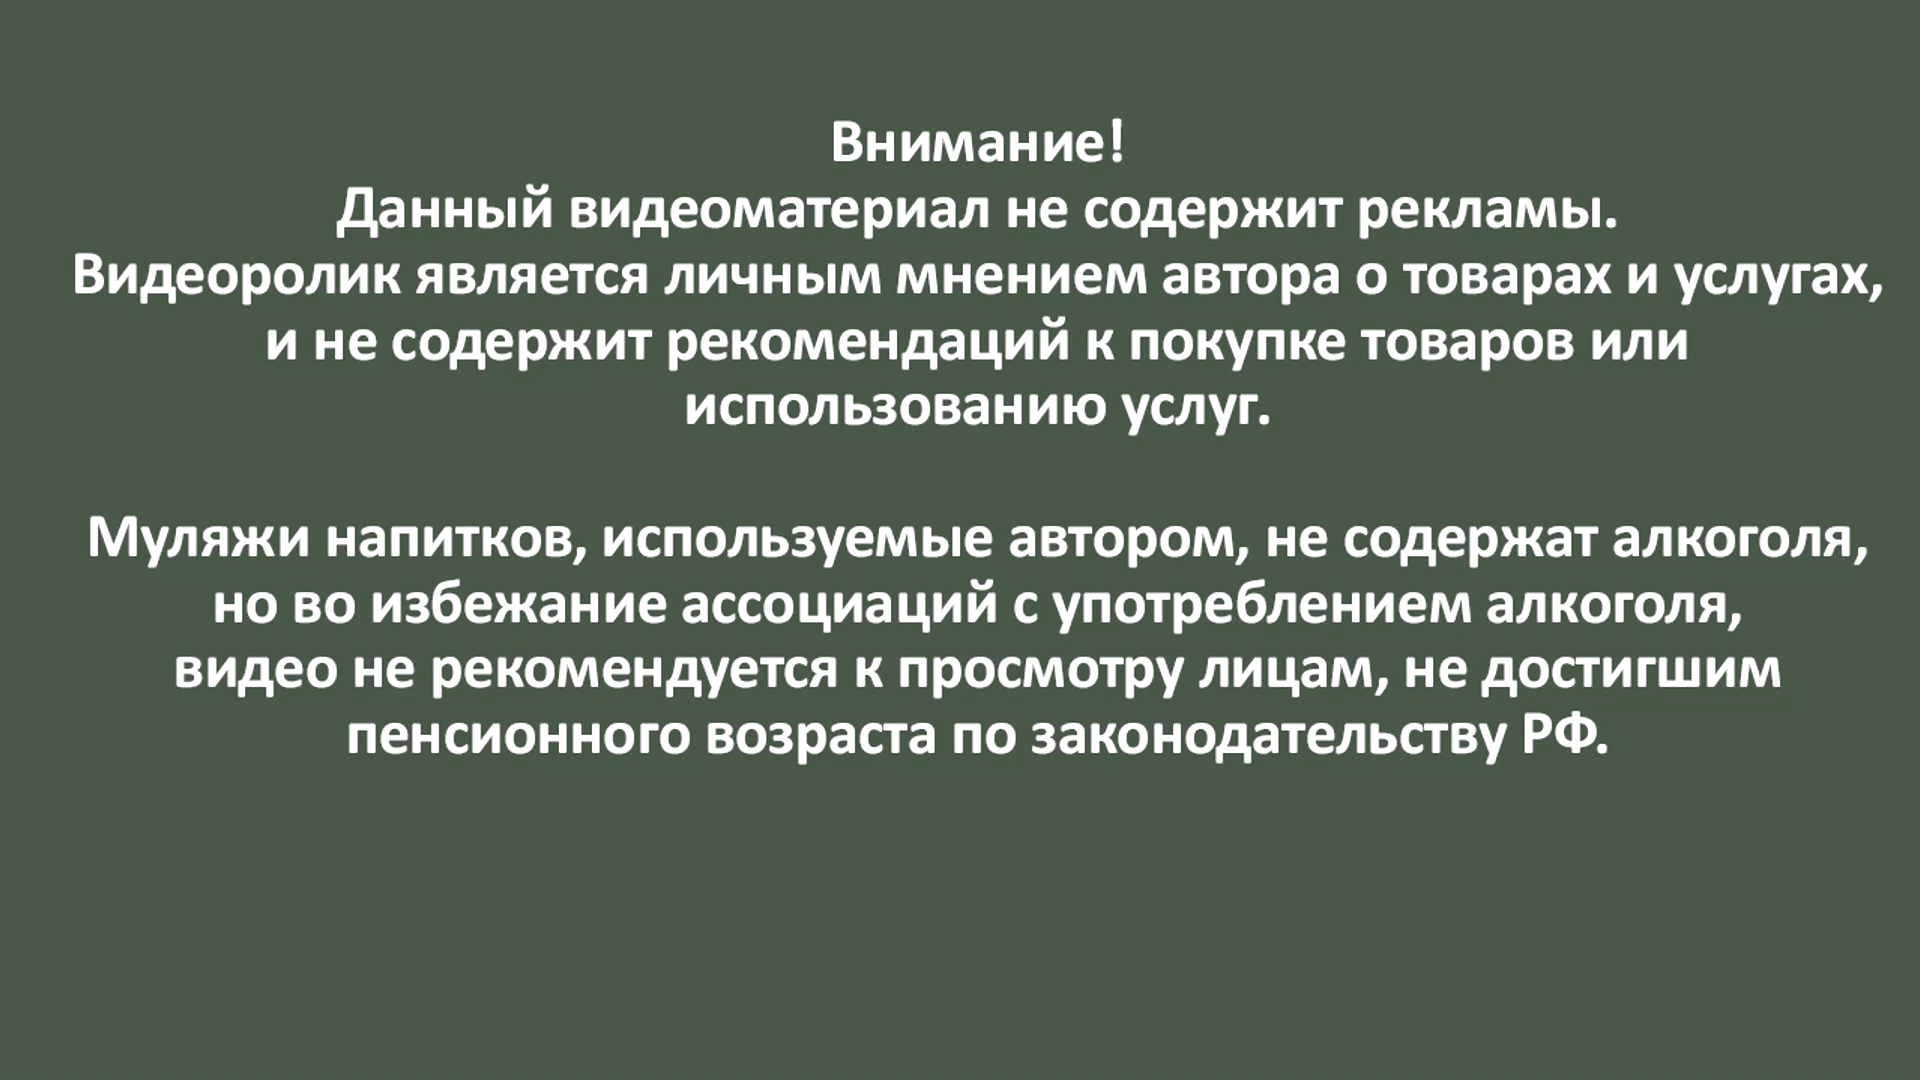 Внимание!
Данный видеоматериал не содержит рекламы.
Видеоролик является личным мнением автора о товарах и услугах,
и не содержит рекомендаций к покупке товаров или
использованию услуг.
Муляжи напитков, используемые автором, не содержат алкоголя,
но во избежание ассоциаций с употреблением алкоголя,
видео не рекомендуется к просмотру лицам, не достигшим
пенсионного возраста по законодательству РФ.